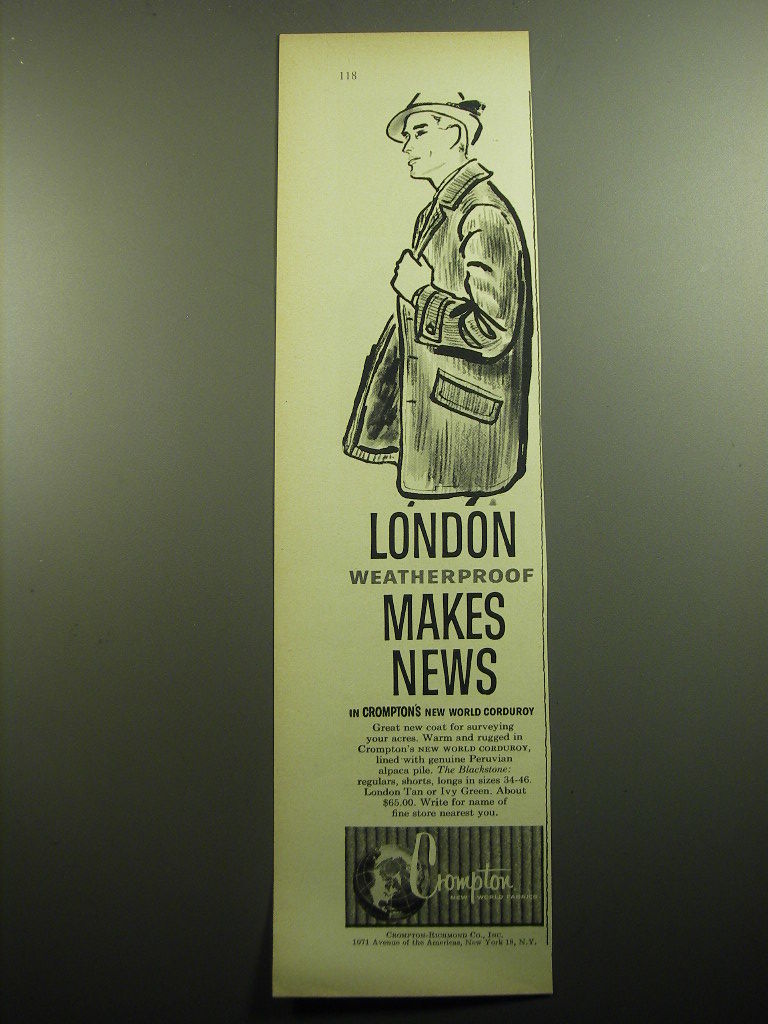 118
LONDON
WEATHERPROOF
MAKES
NEWS
IN CROMPTON'S NEW WORLD CORDUROY
Great new coat for surveying
your acres. Warm and rugged in
Crompton's NEW WORLD CORDUROY,
lined with genuine Peruvian
alpaca pile. The Blackstone:
regulars, shorts, longs in sizes 34-46.
London Tan or Ivy Green. About
$65.00. Write for name of
fine store nearest you.
Crompton
NEW WORLD FABRICS
CROMPTON-RICHMOND CO., INC.
1071 Avenue of the Americas, New York 18, N.Y.